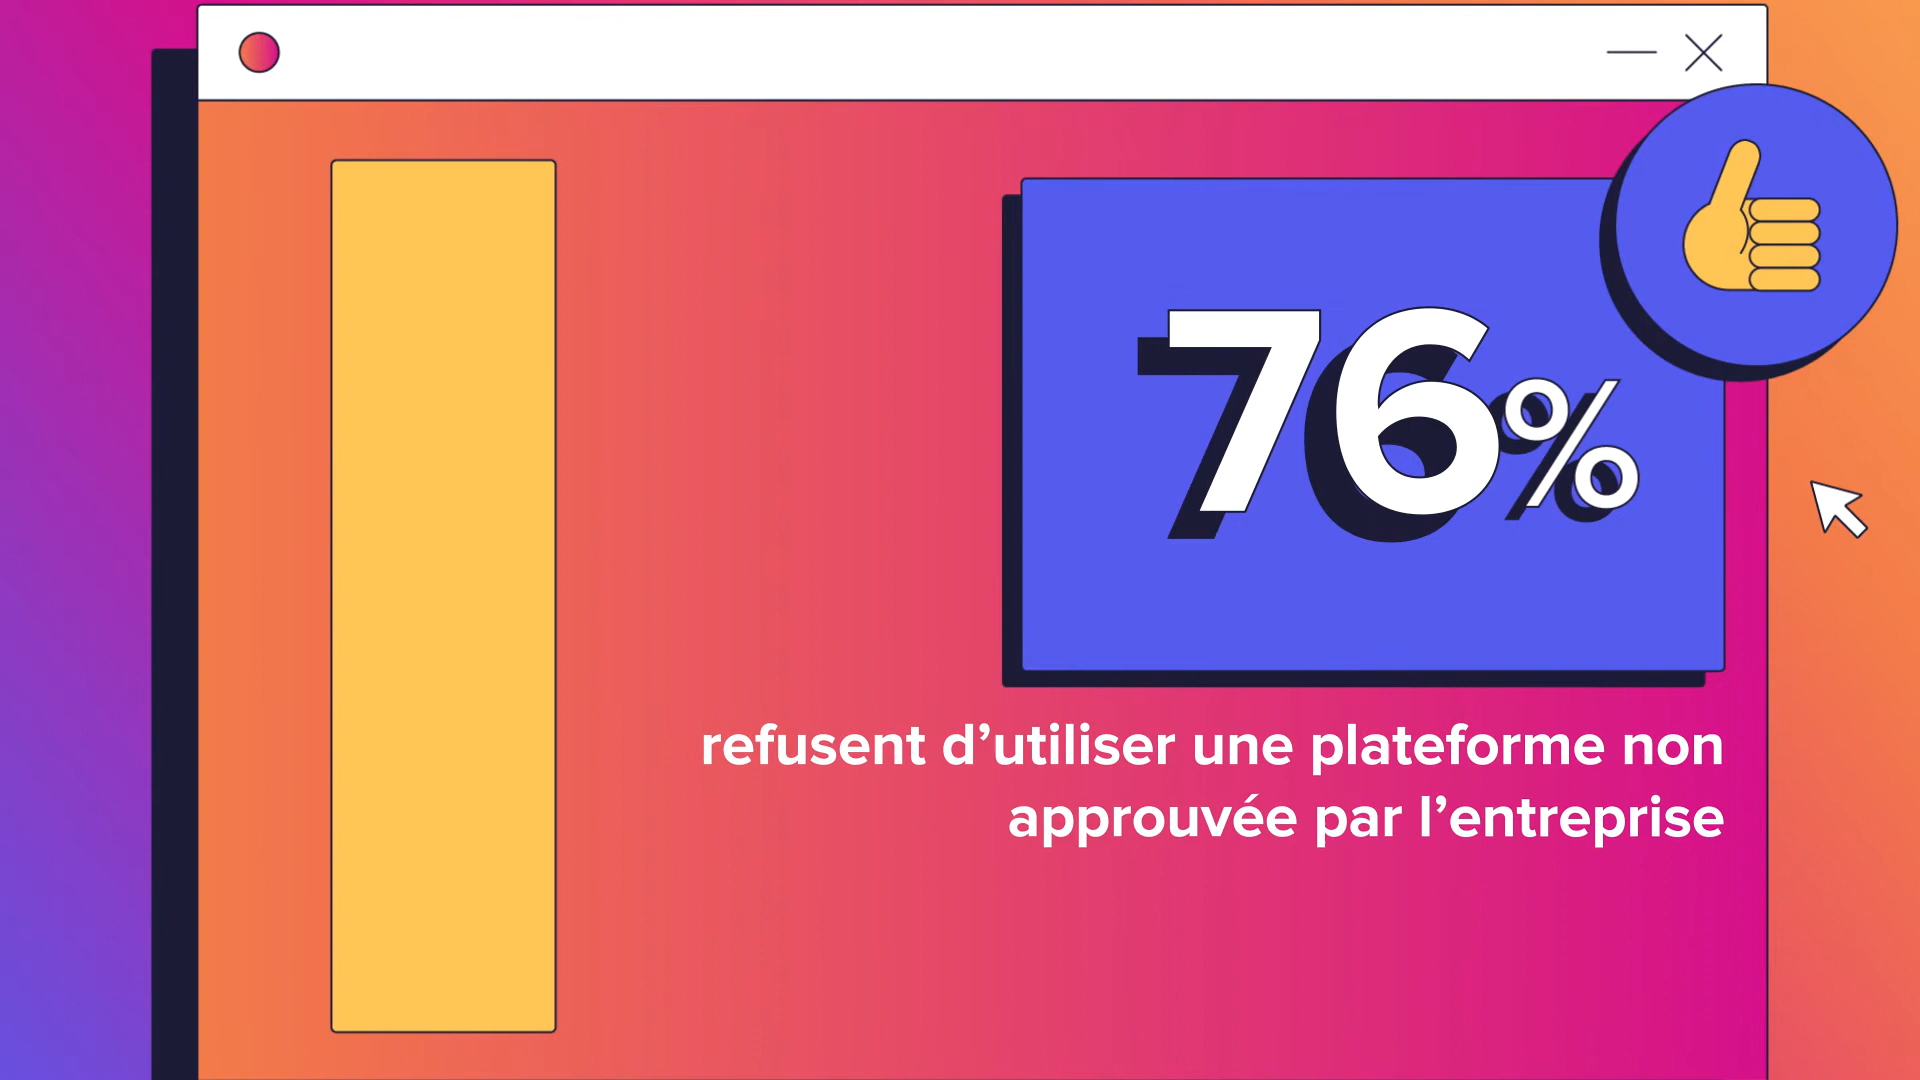 76%
refusent d’utiliser une plateforme non
approuvée par l’entreprise